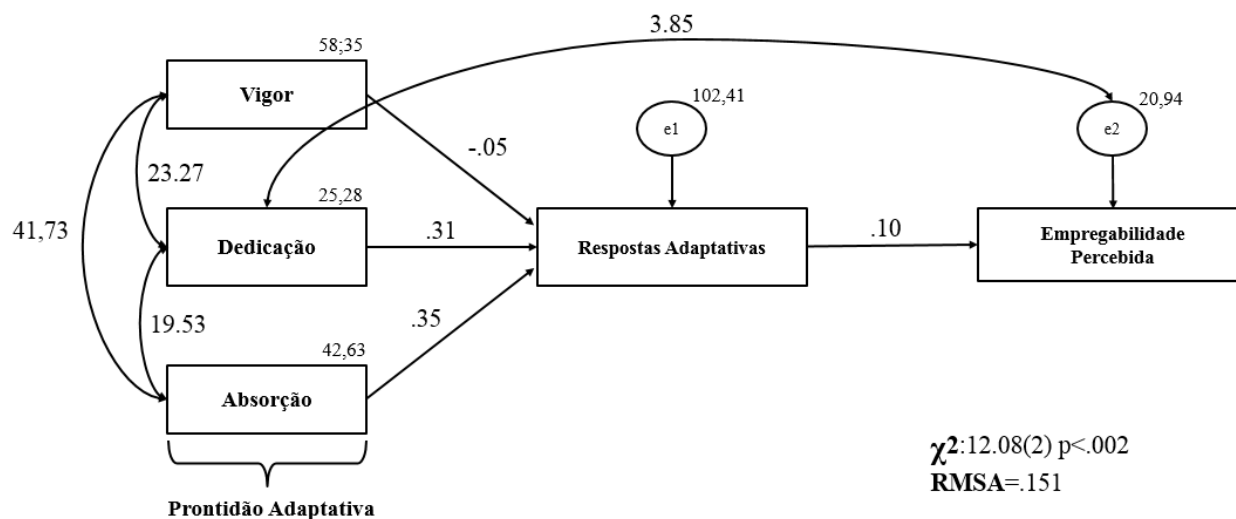 3.85
58;35
Vigor
102,41
e1
20,94
e2
-.05
23.27
25,28
41,73
Dedicação
.31
Respostas Adaptativas
.10
Empregabilidade
Percebida
19.53
.35
42,63
Absorção
χ2:12.08(2) p<.002
RMSA=.151
Prontidão Adaptativa